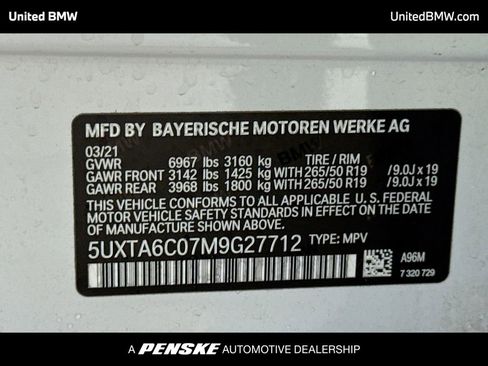 United BMW
UnitedBMW.com
MFD BY BAYERISCHE MOTOREN WERKE AG
03/21
GVWR 6967 lbs 3160 kg TIRE / RIM
GAWR FRONT 3142 lbs 1425 kg WITH 265/50 R19 /9.0J x 19
GAWR REAR 3968 lbs 1800 kg WITH 265/50 R19 /9.0J x 19
THIS VEHICLE CONFORMS TO ALL APPLICABLE U. S. FEDERAL
MOTOR VEHICLE SAFETY STANDARDS IN EFFECT ON THE DATE
OF MANUFACTURE SHOWN ABOVE.
5UXTA6C07M9G27712 TYPE: MPV
A96M
7 320 729
A PENSKE AUTOMOTIVE DEALERSHIP